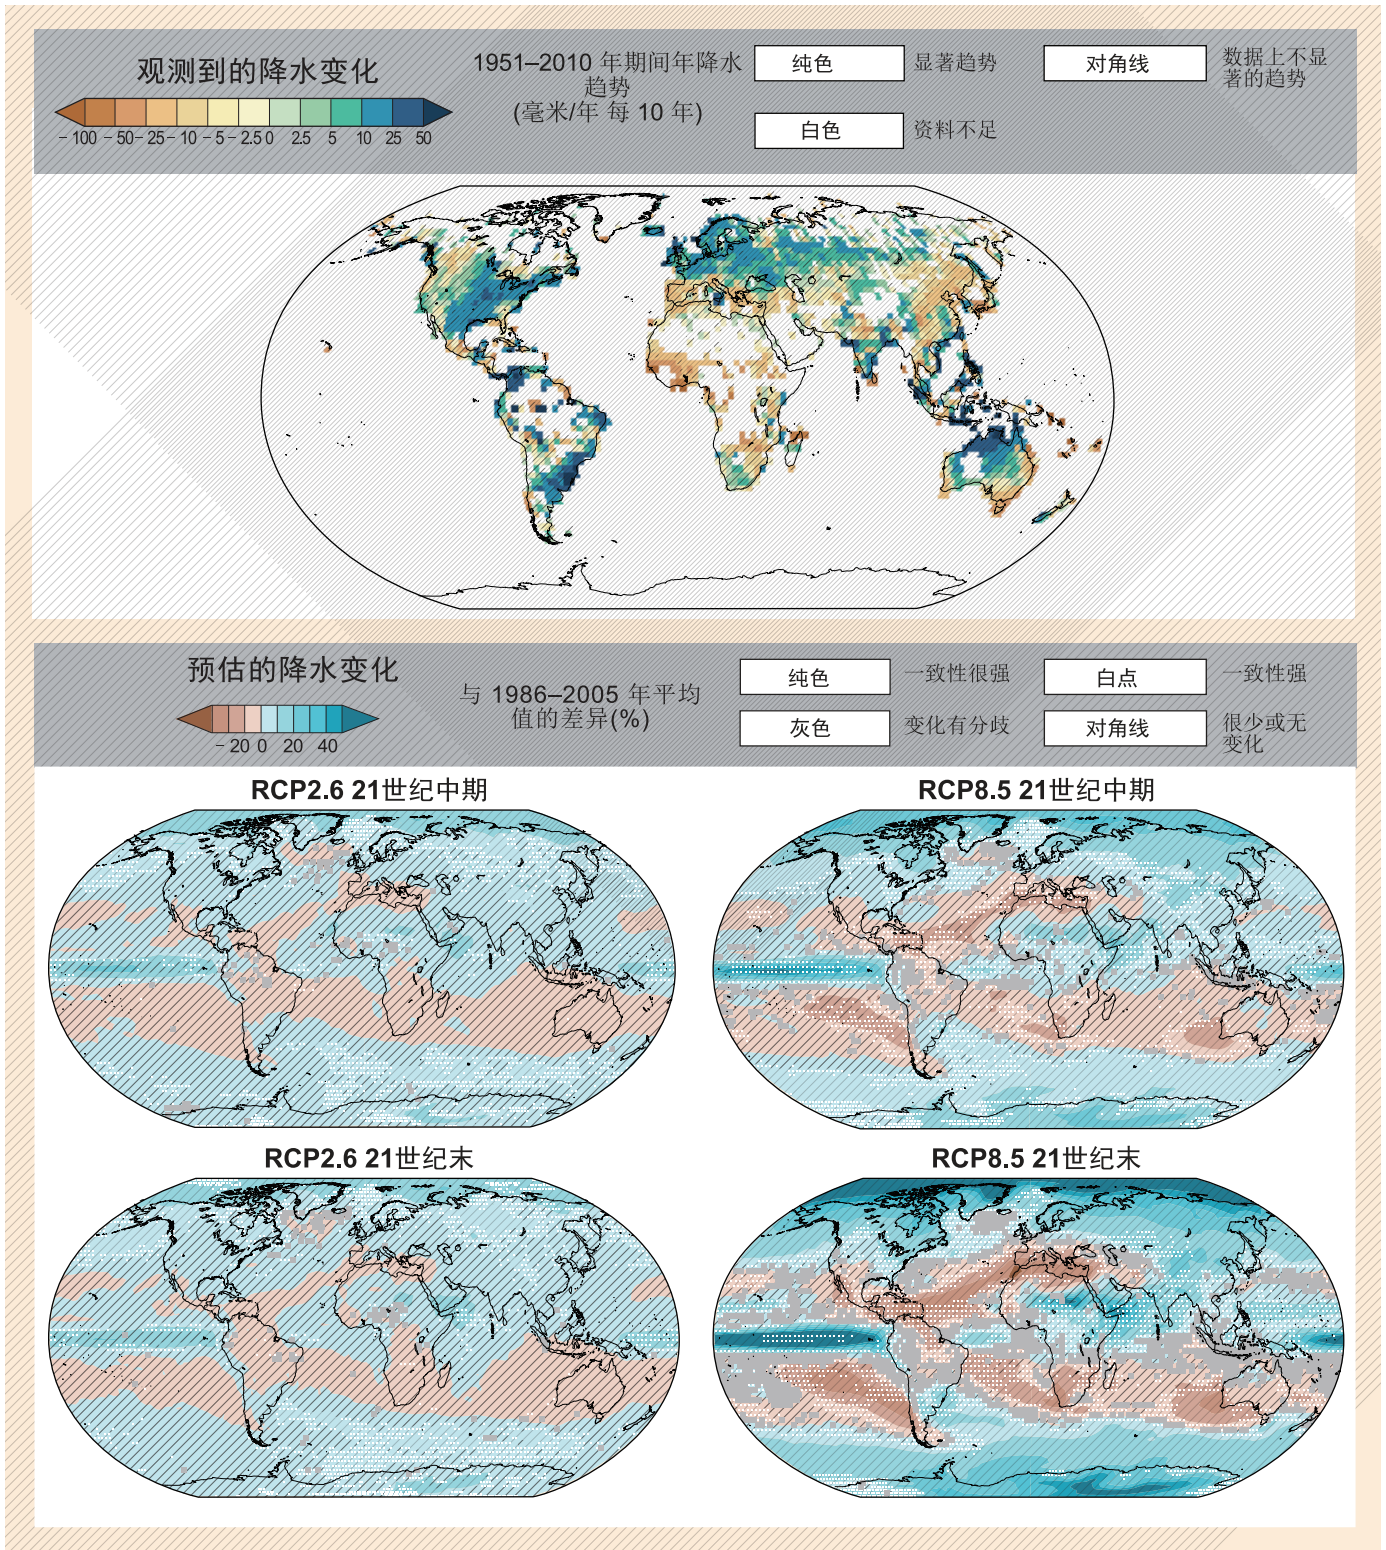 观测到的降水变化
－100 －50 －25 －10 －5 －2.5 0 2.5 5 10 25 50
1951–2010 年期间年降水
趋势
(毫米/年 每 10 年)
纯色 显著趋势
对角线 数据上不显
著的趋势
白色 资料不足
预估的降水变化
－20 0 20 40
与 1986–2005 年平均
值的差异(%)
纯色 一致性很强
白点 一致性强
灰色 变化有分歧
对角线 很少或无
变化
RCP2.6 21世纪中期
RCP8.5 21世纪中期
RCP2.6 21世纪末
RCP8.5 21世纪末